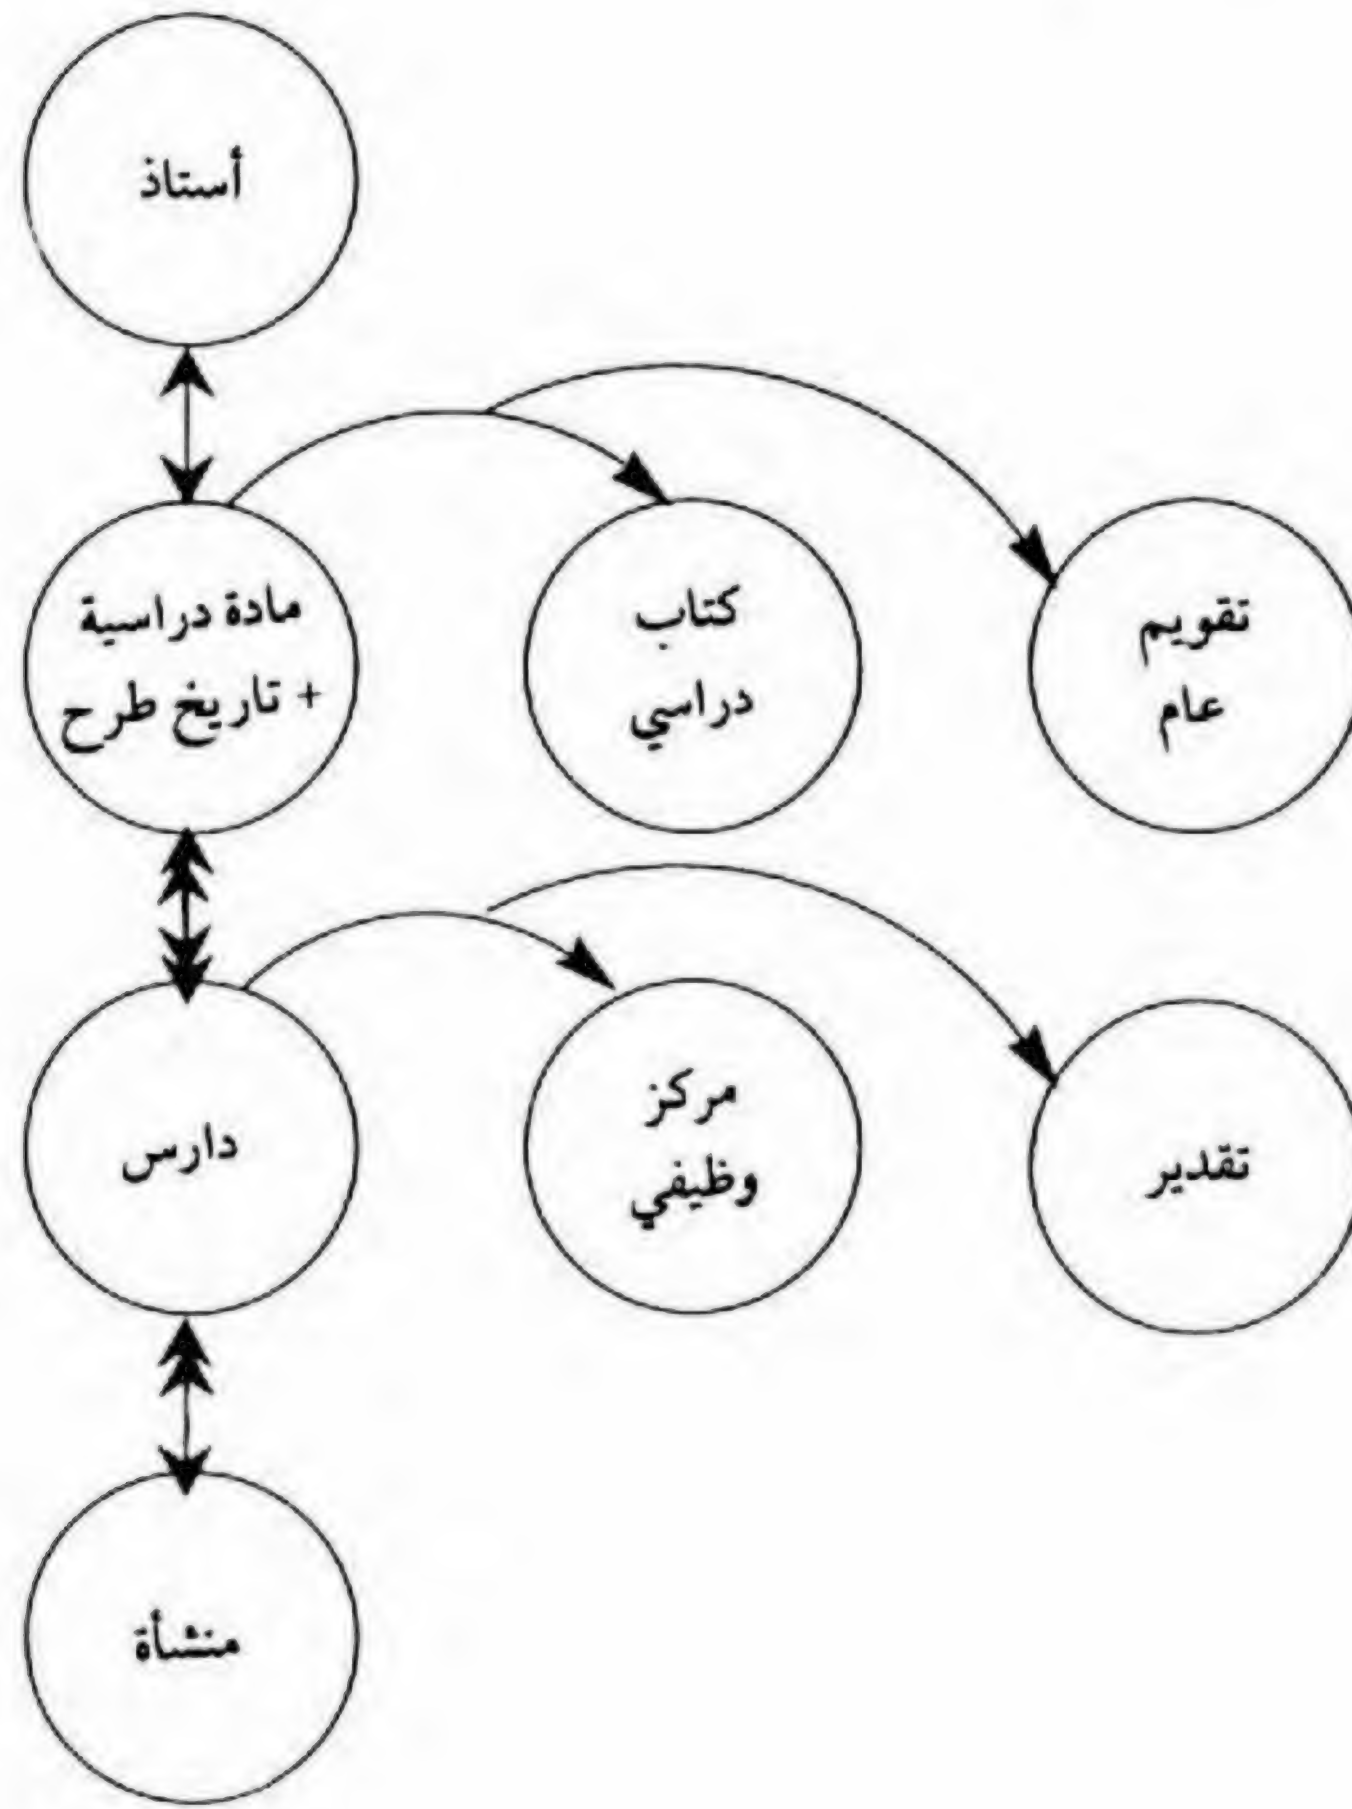 أستاذ
مادة دراسية
+ تاريخ طرح
كتاب
دراسي
تقويم
عام
دارس
مركز
وظيفي
تقدير
منشأة